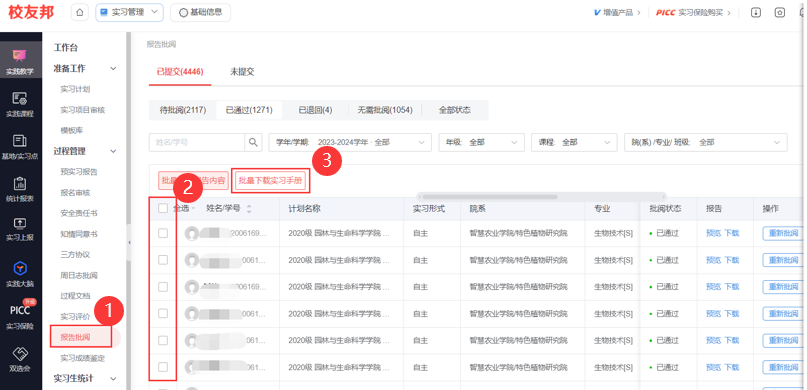 校友邦
实习管理
基础信息
增值产品
PICC 实习保险购买
实践教学
实践课程
基地/实习点
统计报表
实习上报
实践大脑
PICC
实习保险
双选会
工作台
准备工作
实习计划
实习项目审核
模板库
过程管理
预实习报告
报名审核
安全责任书
知情同意书
三方协议
周日志批阅
过程文档
实习评价
1
报告批阅
实习成绩鉴定
实习生统计
报告批阅
已提交(4446) 未提交
待批阅(2117) 已通过(1271) 已退回(4) 无需批阅(1054) 全部状态
姓名/学号
学年/学期: 2023-2024学年 · 全部
年级: 全部
课程: 全部
院(系) /专业/ 班级: 全部
告内容
批量下载实习手册
2
3
全选 姓名/学号 计划名称 实习形式 院系 专业 批阅状态 报告 操作
2006169... 2020级 园林与生命科学学院 ... 自主 智慧农业学院/特色植物研究院 生物技术[S] 已通过 预览 下载 重新批阅
0061... 2020级 园林与生命科学学院 ... 自主 智慧农业学院/特色植物研究院 生物技术[S] 已通过 预览 下载 重新批阅
006169... 2020级 园林与生命科学学院 ... 自主 智慧农业学院/特色植物研究院 生物技术[S] 已通过 预览 下载 重新批阅
0061... 2020级 园林与生命科学学院 ... 自主 智慧农业学院/特色植物研究院 生物技术[S] 已通过 预览 下载 重新批阅
0061... 2020级 园林与生命科学学院 ... 自主 智慧农业学院/特色植物研究院 生物技术[S] 已通过 预览 下载 重新批阅
0061... 2020级 园林与生命科学学院 ... 自主 智慧农业学院/特色植物研究院 生物技术[S] 已通过 预览 下载 重新批阅